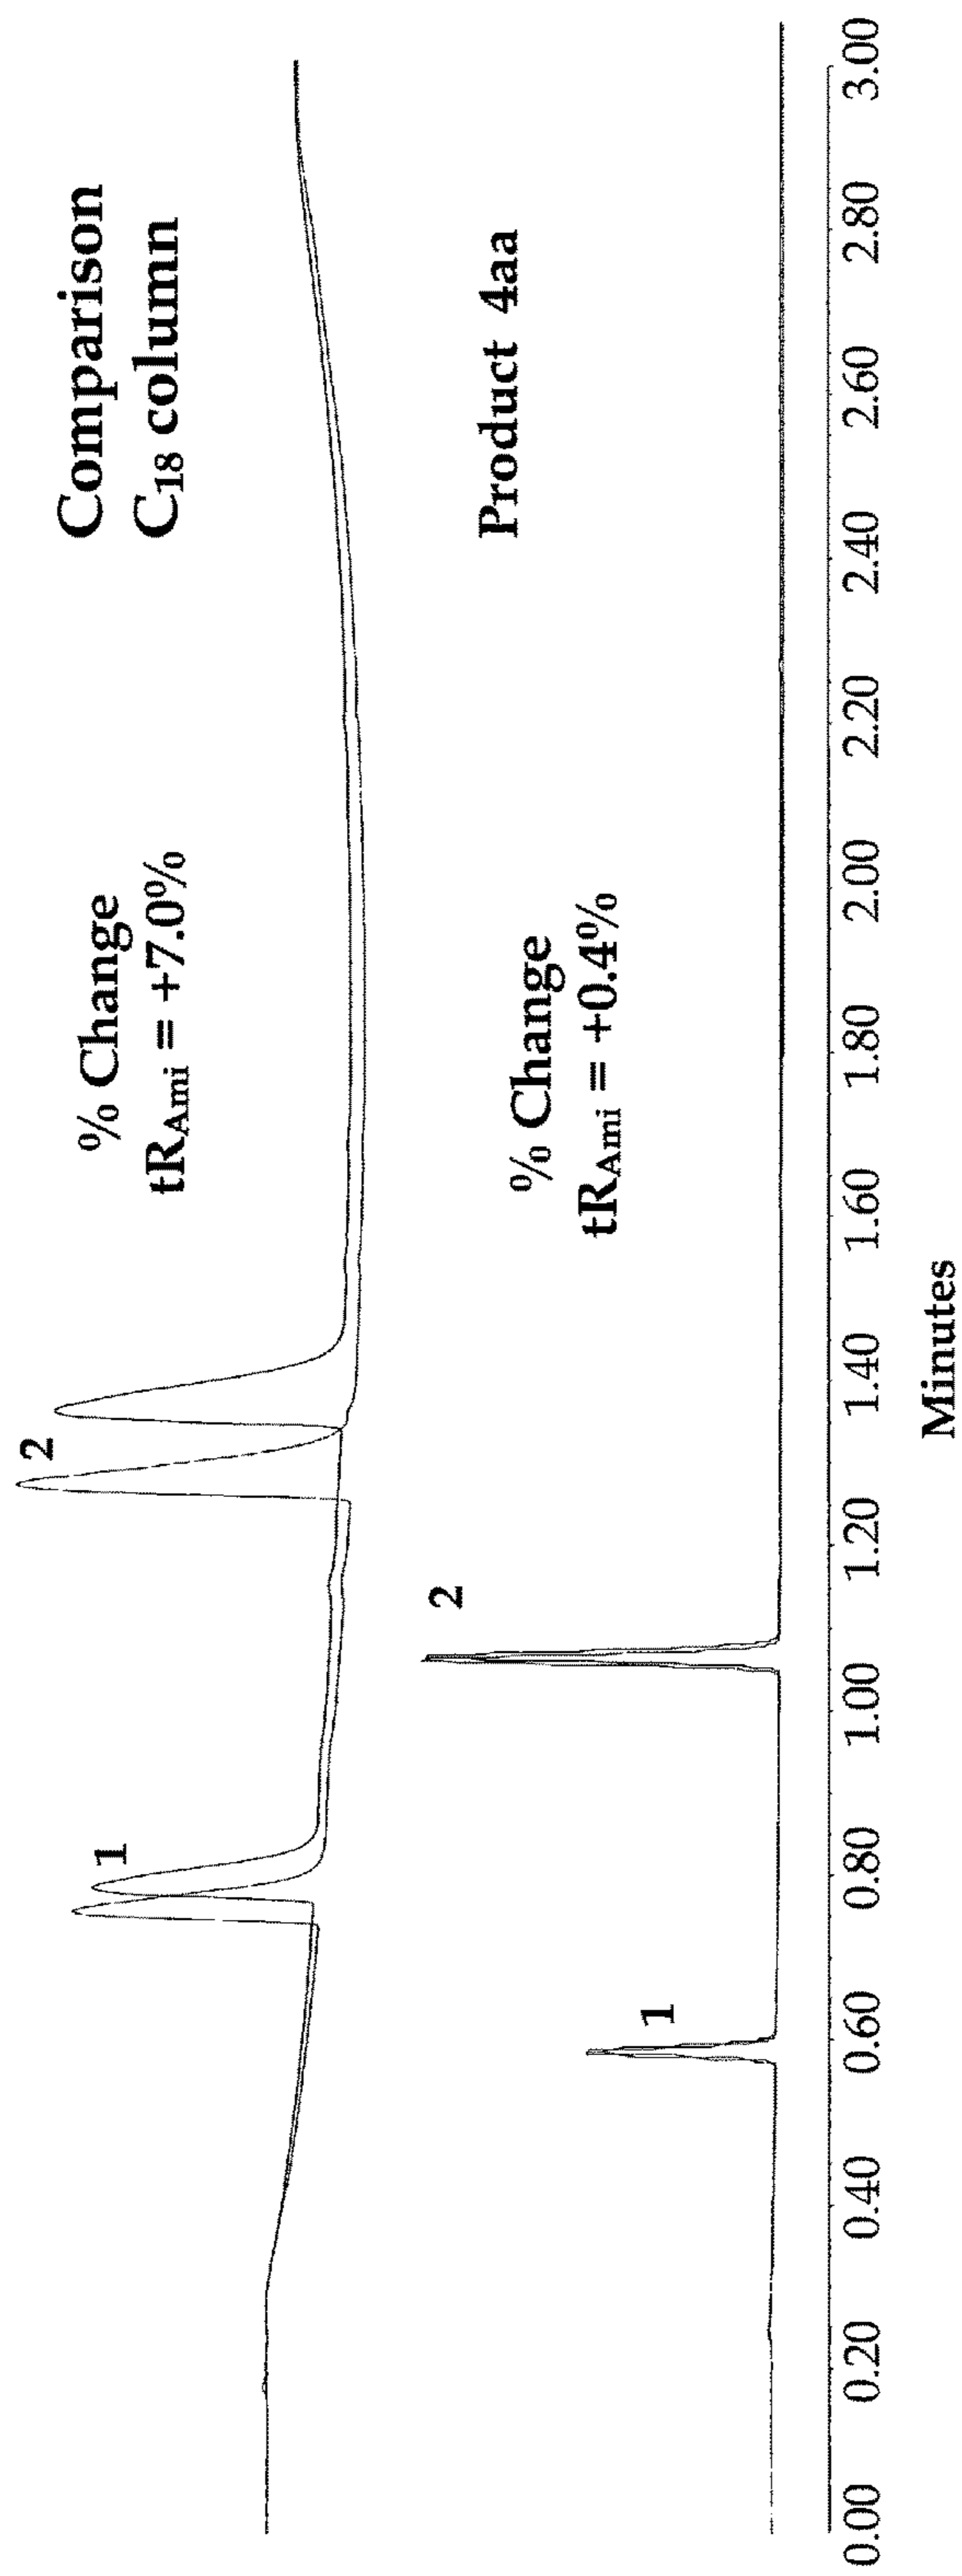 Comparison
C₁₈ column
% Change
tR_Ami = +7.0%
2
1
Product 4aa
% Change
tR_Ami = +0.4%
2
1
0.00 0.20 0.40 0.60 0.80 1.00 1.20 1.40 1.60 1.80 2.00 2.20 2.40 2.60 2.80 3.00
Minutes